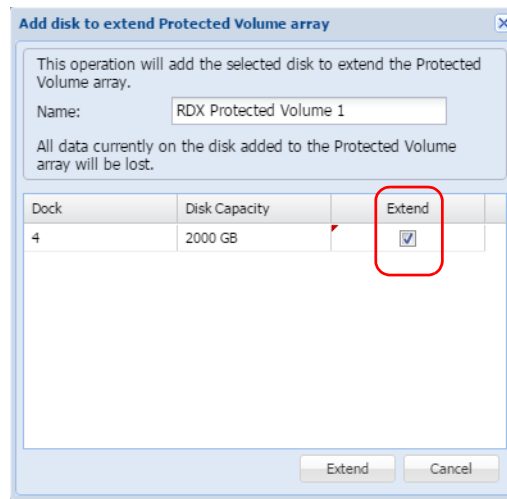 Add disk to extend Protected Volume array
This operation will add the selected disk to extend the Protected
Volume array.
Name: RDX Protected Volume 1
All data currently on the disk added to the Protected Volume
array will be lost.
Dock Disk Capacity Extend
4 2000 GB
Extend Cancel